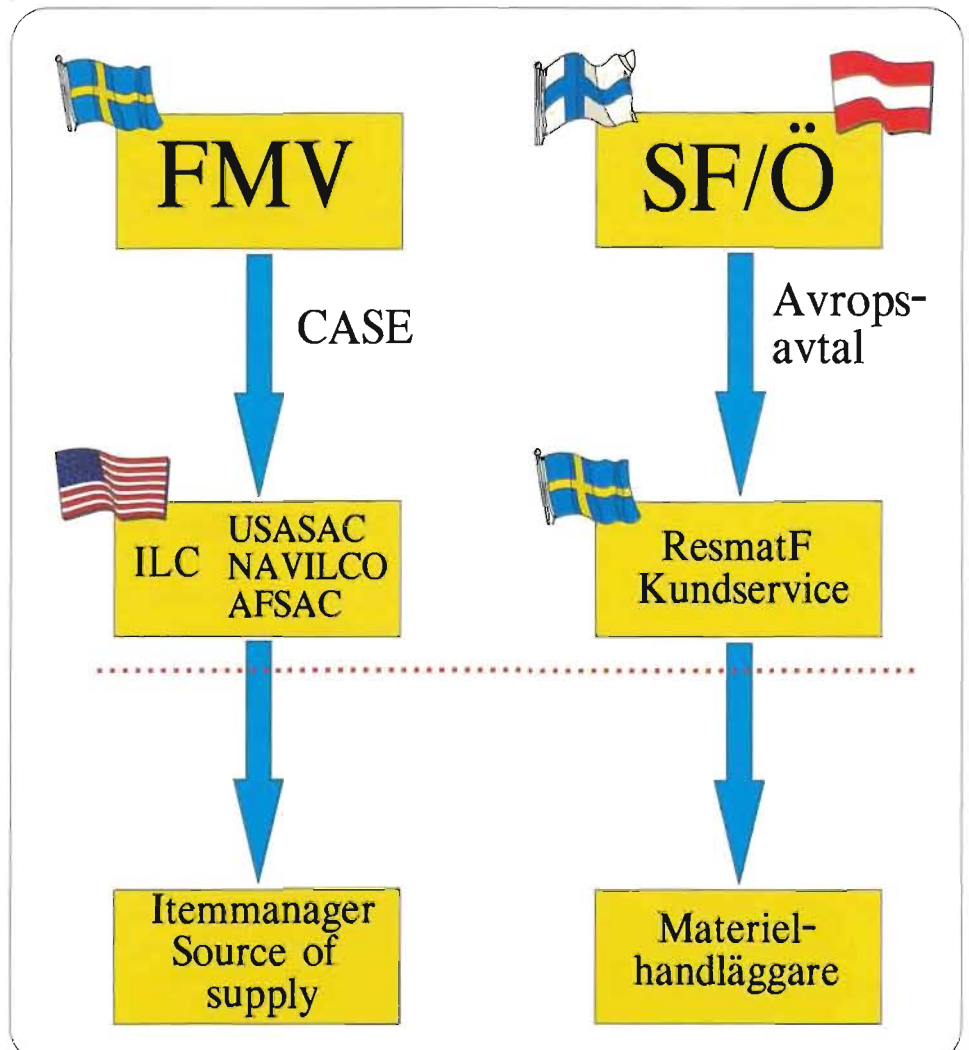 FMV
SF/Ö
CASE
Avrops-
avtal
ILC
USASAC
NAVILCO
AFSAC
ResmatF
Kundservice
Itemmanager
Source of
supply
Materiel-
handläggare